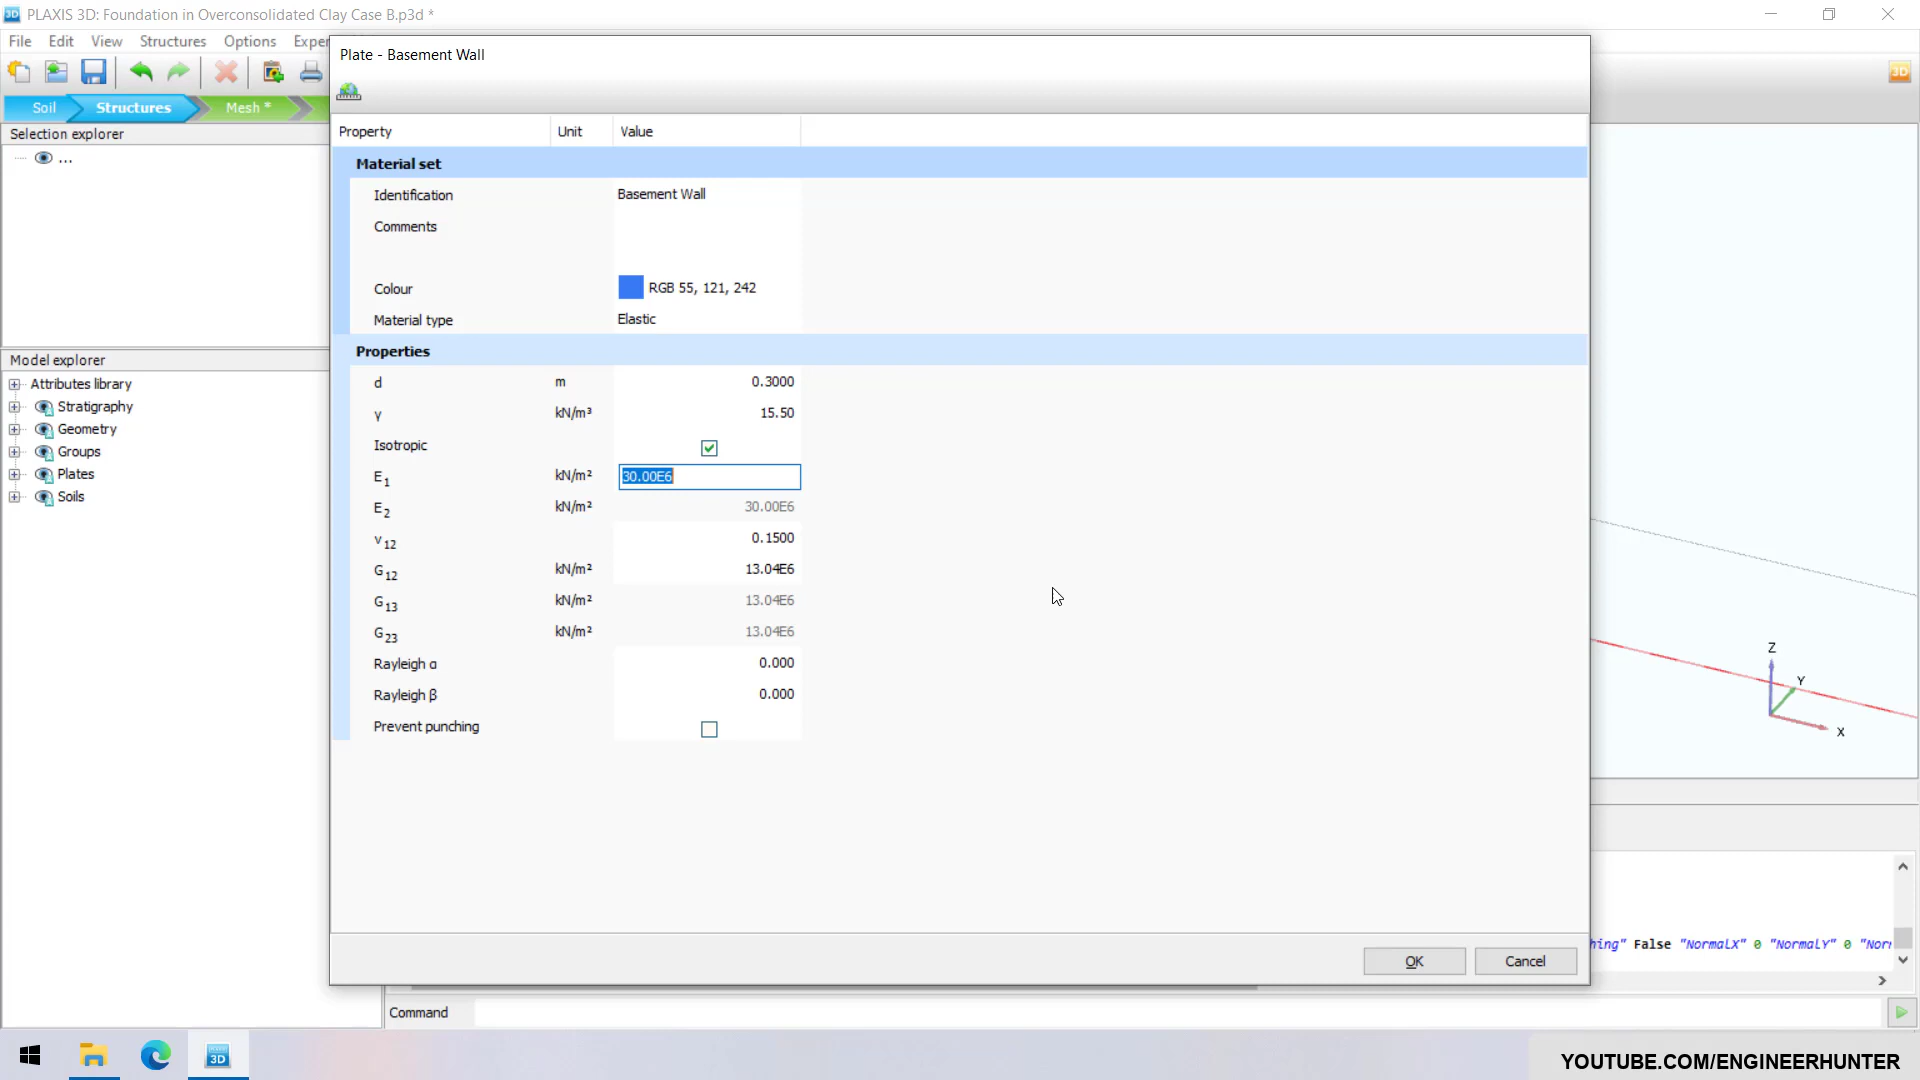 3D PLAXIS 3D: Foundation in Overconsolidated Clay Case B.p3d *
File Edit View Structures Options Exper
Plate - Basement Wall
3D
Soil Structures Mesh *
Selection explorer
...
Property Unit Value
Material set
Identification Basement Wall
Comments
Colour RGB 55, 121, 242
Material type Elastic
Properties
Model explorer
Attributes library
Stratigraphy
Geometry
Groups
Plates
Soils
d m 0.3000
γ kN/m³ 15.50
Isotropic
E1 kN/m² 30.00E6
E2 kN/m² 30.00E6
ν12 0.1500
G12 kN/m² 13.04E6
G13 kN/m² 13.04E6
G23 kN/m² 13.04E6
Rayleigh α 0.000
Rayleigh β 0.000
Prevent punching
Z
Y
X
hing" False "NormalX" 0 "NormalY" 0 "Nor
OK Cancel
Command
3D
YOUTUBE.COM/ENGINEERHUNTER